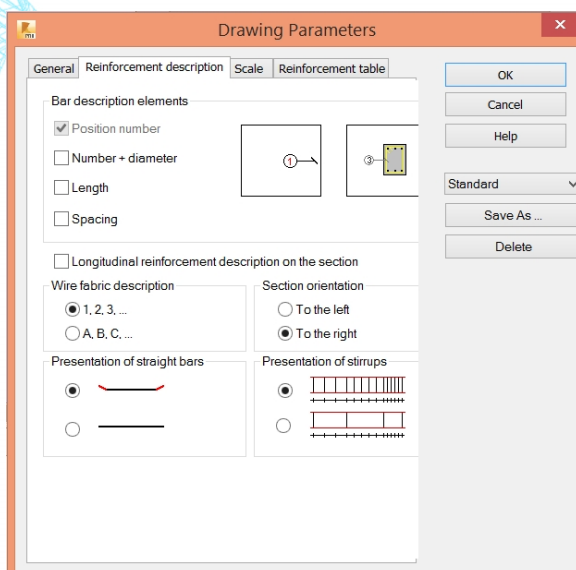 Drawing Parameters
General Reinforcement description Scale Reinforcement table
OK
Cancel
Help
Standard
Save As ...
Delete
Bar description elements
Position number
Number + diameter
Length
Spacing
1
3
Longitudinal reinforcement description on the section
Wire fabric description
1, 2, 3, ...
A, B, C, ...
Section orientation
To the left
To the right
Presentation of straight bars
Presentation of stirrups